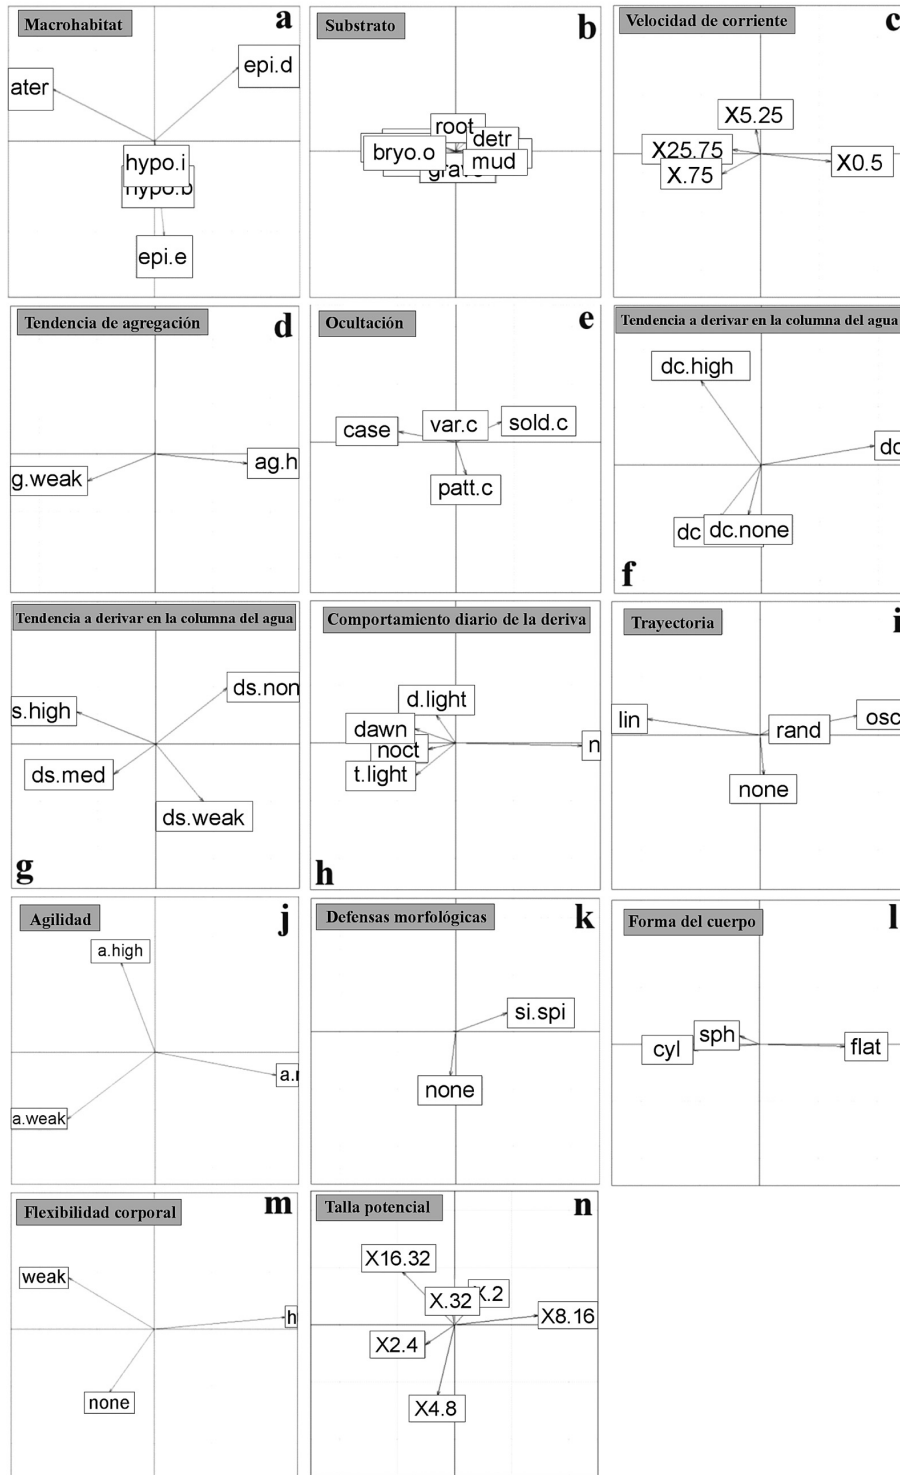 Macrohabitat
a
ater
epi.d
hypo.i
hypo.b
epi.e
Substrato
b
root
detr
bryo.o
mud
Velocidad de corriente
c
X5.25
X25.75
X.75
X0.5
Tendencia de agregación
d
g.weak
ag.h
Ocultación
e
case
var.c
sold.c
patt.c
Tendencia a derivar en la columna del agua
dc.high
dc
dc
dc.none
f
Tendencia a derivar en la columna del agua
s.high
ds.non
ds.med
ds.weak
g
Comportamiento diario de la deriva
d.light
dawn
noct
n
t.light
h
Trayectoria
i
lin
rand
osc
none
Agilidad
j
a.high
a.weak
Defensas morfológicas
k
si.spi
none
Forma del cuerpo
l
cyl
sph
flat
Flexibilidad corporal
m
weak
h
none
Talla potencial
n
X16.32
X.32
X.2
X8.16
X2.4
X4.8